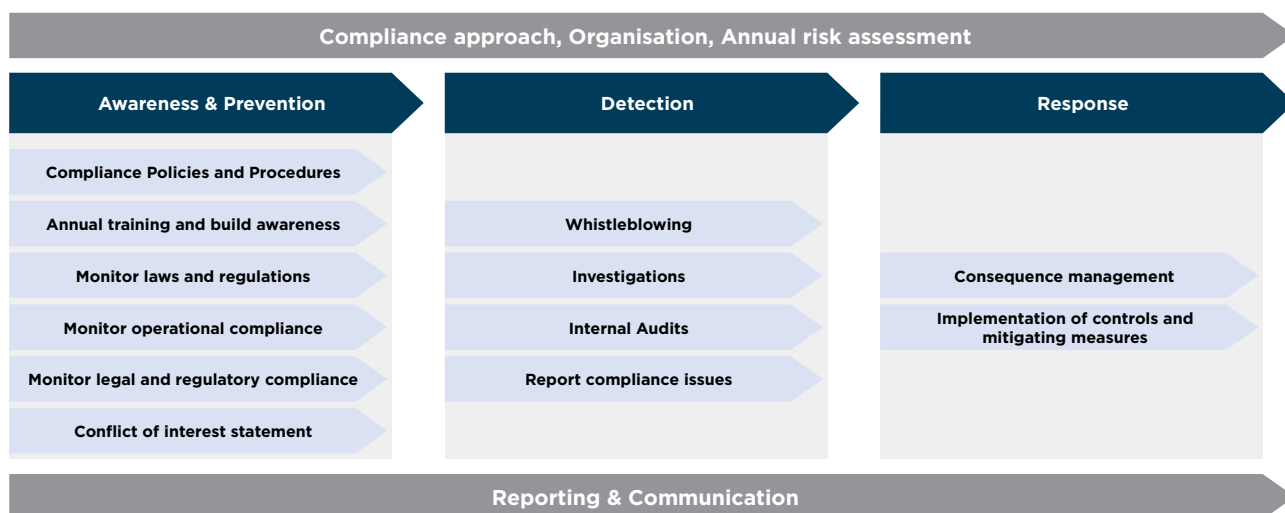 Compliance approach, Organisation, Annual risk assessment
Awareness & Prevention
Compliance Policies and Procedures
Annual training and build awareness
Monitor laws and regulations
Monitor operational compliance
Monitor legal and regulatory compliance
Conflict of interest statement
Detection
Whistleblowing
Investigations
Internal Audits
Report compliance issues
Response
Consequence management
Implementation of controls and
mitigating measures
Reporting & Communication